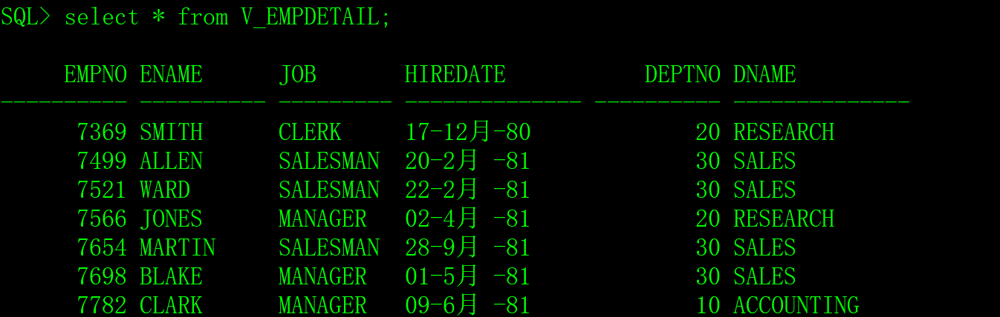 SQL> select * from V_EMPDETAIL;
EMPNO ENAME JOB HIREDATE DEPTNO DNAME
---------- ---------- --------- -------------- ---------- --------------
7369 SMITH CLERK 17-12月-80 20 RESEARCH
7499 ALLEN SALESMAN 20-2月 -81 30 SALES
7521 WARD SALESMAN 22-2月 -81 30 SALES
7566 JONES MANAGER 02-4月 -81 20 RESEARCH
7654 MARTIN SALESMAN 28-9月 -81 30 SALES
7698 BLAKE MANAGER 01-5月 -81 30 SALES
7782 CLARK MANAGER 09-6月 -81 10 ACCOUNTING